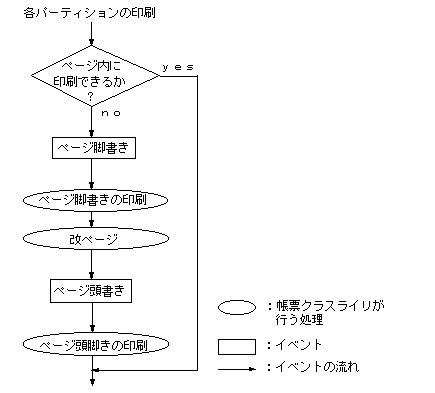 各パーティションの印刷
ページ内に
印刷できるか
?
yes
no
ページ脚書き
ページ脚書きの印刷
改ページ
ページ頭書き
ページ頭脚きの印刷
:帳票クラスライリが
行う処理
:イベント
:イベントの流れ